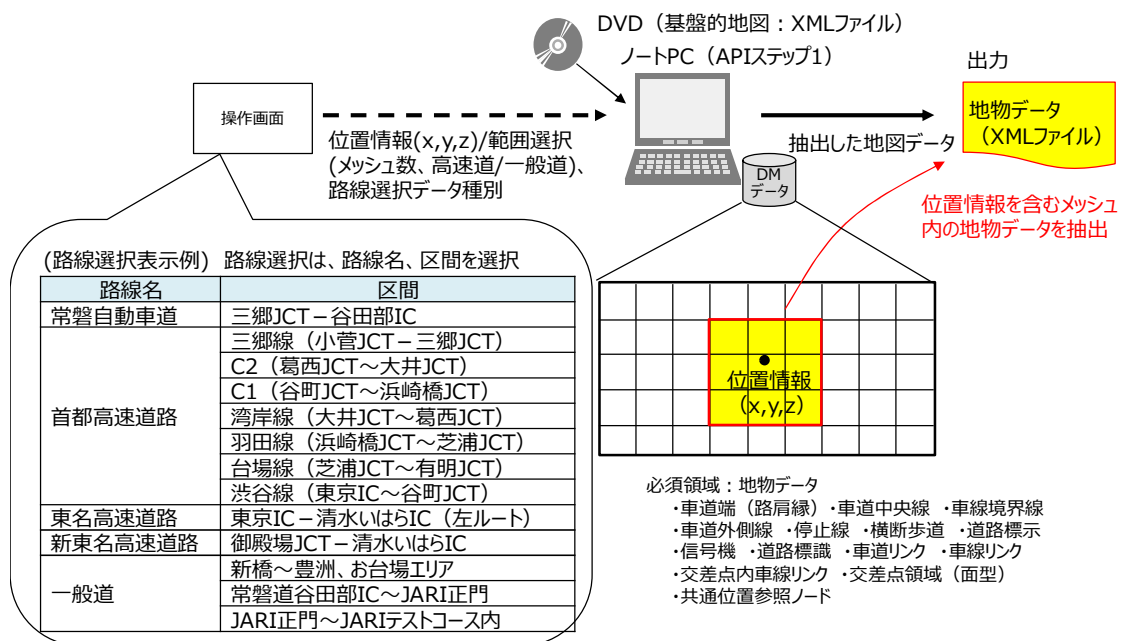 DVD（基盤的地図：XMLファイル）
ノートPC（APIステップ1）
出力
操作画面
位置情報(x,y,z)/範囲選択
(メッシュ数、高速道/一般道)、
路線選択データ種別
抽出した地図データ
地物データ
（XMLファイル）
DM
データ
位置情報を含むメッシュ
内の地物データを抽出
(路線選択表示例) 路線選択は、路線名、区間を選択
路線名 区間
常磐自動車道 三郷JCT－谷田部IC
首都高速道路 三郷線（小菅JCT－三郷JCT）
C2（葛西JCT～大井JCT）
C1（谷町JCT～浜崎橋JCT）
湾岸線（大井JCT～葛西JCT）
羽田線（浜崎橋JCT～芝浦JCT）
台場線（芝浦JCT～有明JCT）
渋谷線（東京IC～谷町JCT）
東名高速道路 東京IC－清水いはらIC（左ルート）
新東名高速道路 御殿場JCT－清水いはらIC
一般道 新橋～豊洲、お台場エリア
常磐道谷田部IC～JARI正門
JARI正門～JARIテストコース内
位置情報
(x,y,z)
必須領域：地物データ
・車道端（路肩縁）・車道中央線 ・車線境界線
・車道外側線 ・停止線 ・横断歩道 ・道路標示
・信号機 ・道路標識 ・車道リンク ・車線リンク
・交差点内車線リンク ・交差点領域（面型）
・共通位置参照ノード